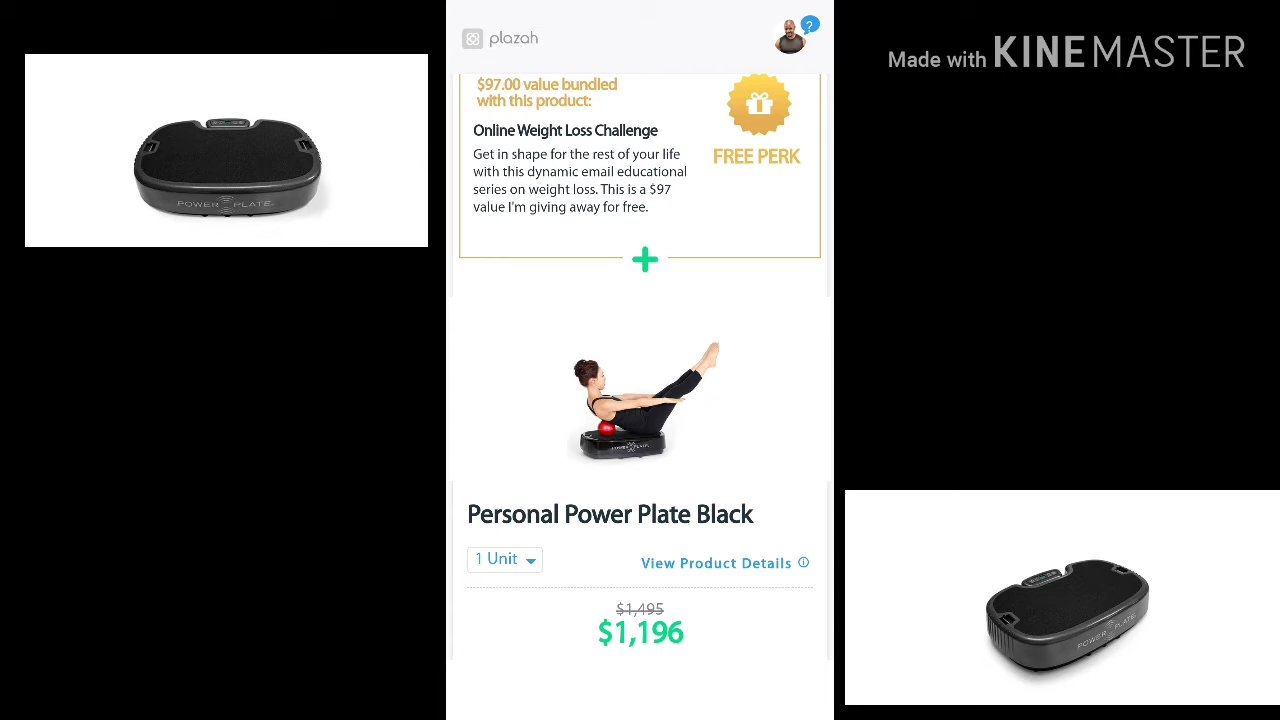 plazah
?
Made with KINEMASTER
$97.00 value bundled
with this product:
Online Weight Loss Challenge
Get in shape for the rest of your life
with this dynamic email educational
series on weight loss. This is a $97
value I'm giving away for free.
FREE PERK
POWER PLATE
POWER PLATE
Personal Power Plate Black
1 Unit
View Product Details
$1,495
$1,196
POWER PLATE